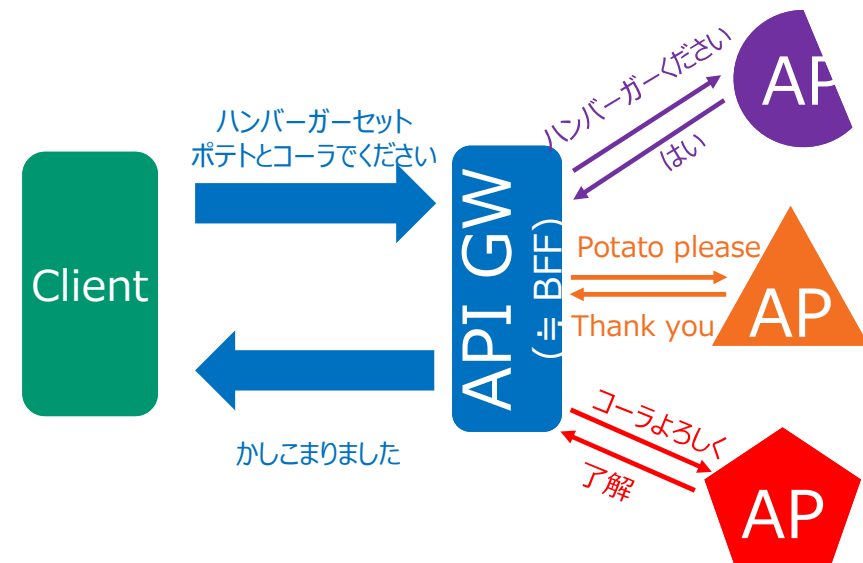 ハンバーガーセット
ポテトとコーラでください
Client
かしこまりました
API GW
(≒ BFF)
ハンバーガーください
はい
AP
Potato please
Thank you
AP
コーラよろしく
了解
AP